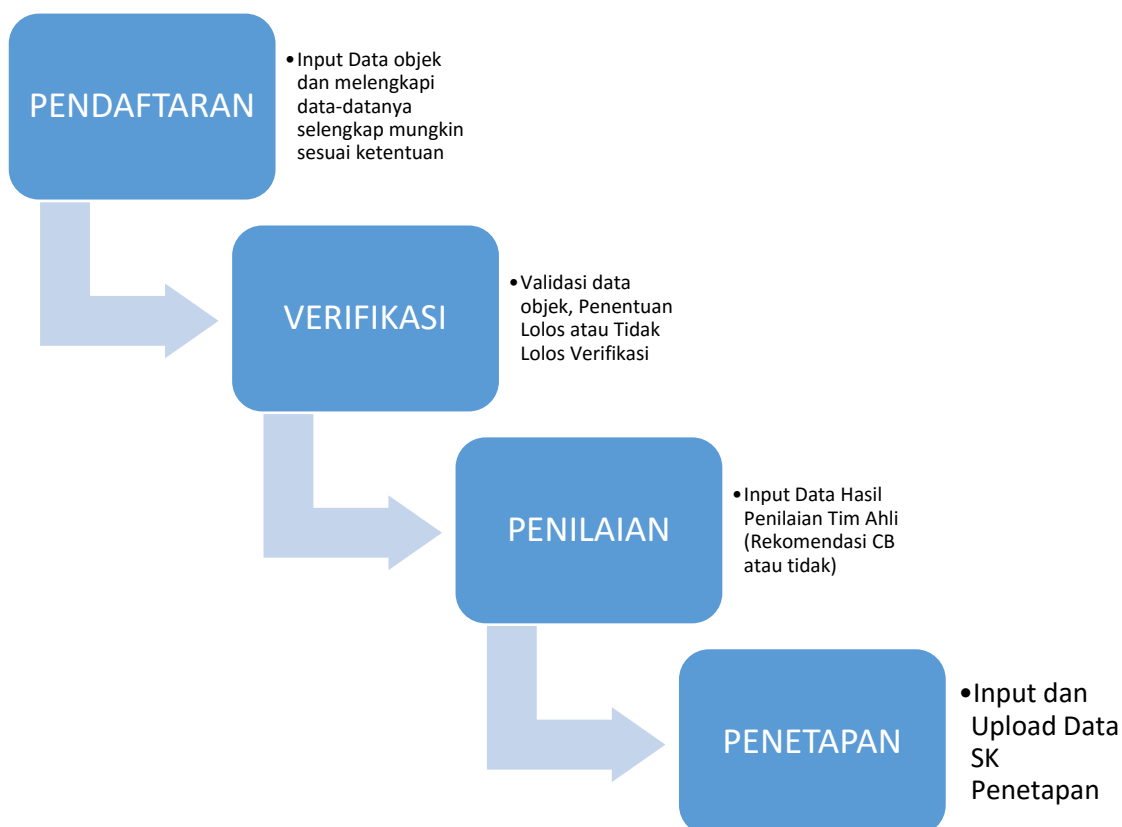 PENDAFTARAN
•Input Data objek
dan melengkapi
data-datanya
selengkap mungkin
sesuai ketentuan
VERIFIKASI
•Validasi data
objek, Penentuan
Lolos atau Tidak
Lolos Verifikasi
PENILAIAN
•Input Data Hasil
Penilaian Tim Ahli
(Rekomendasi CB
atau tidak)
PENETAPAN
•Input dan
Upload Data
SK
Penetapan